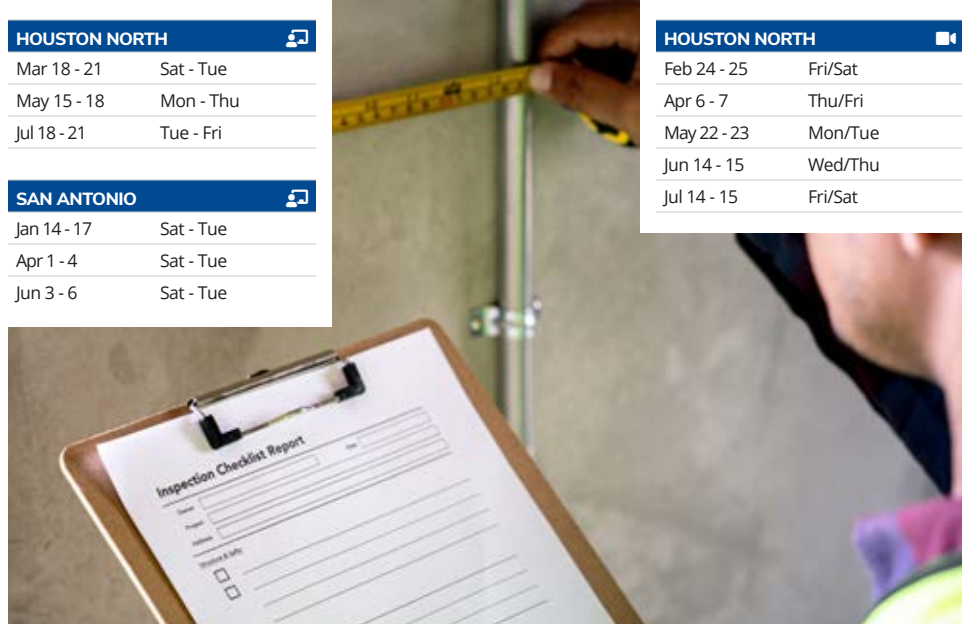 HOUSTON NORTH
Mar 18 - 21 Sat - Tue
May 15 - 18 Mon - Thu
Jul 18 - 21 Tue - Fri
SAN ANTONIO
Jan 14 - 17 Sat - Tue
Apr 1 - 4 Sat - Tue
Jun 3 - 6 Sat - Tue
HOUSTON NORTH
Feb 24 - 25 Fri/Sat
Apr 6 - 7 Thu/Fri
May 22 - 23 Mon/Tue
Jun 14 - 15 Wed/Thu
Jul 14 - 15 Fri/Sat
Inspection Checklist Report
Owner
Project
Address